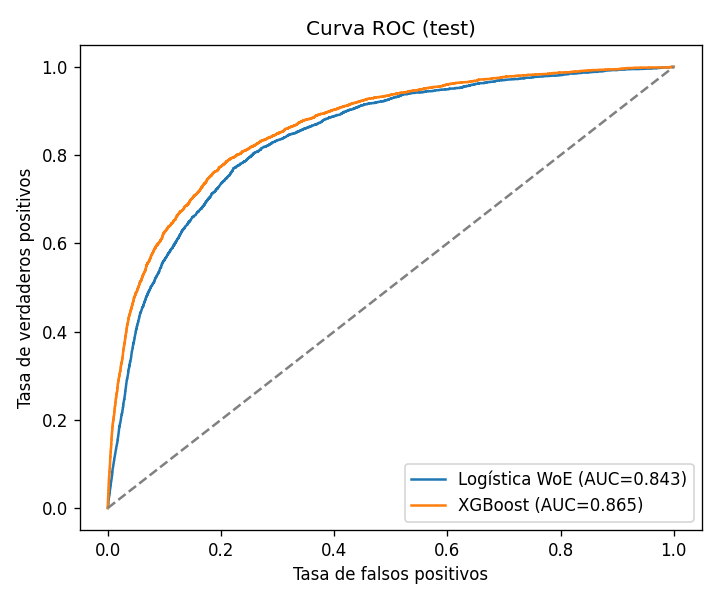 Curva ROC (test)
Tasa de verdaderos positivos
1.0
0.8
0.6
0.4
0.2
0.0
Logística WoE (AUC=0.843)
XGBoost (AUC=0.865)
0.0 0.2 0.4 0.6 0.8 1.0
Tasa de falsos positivos